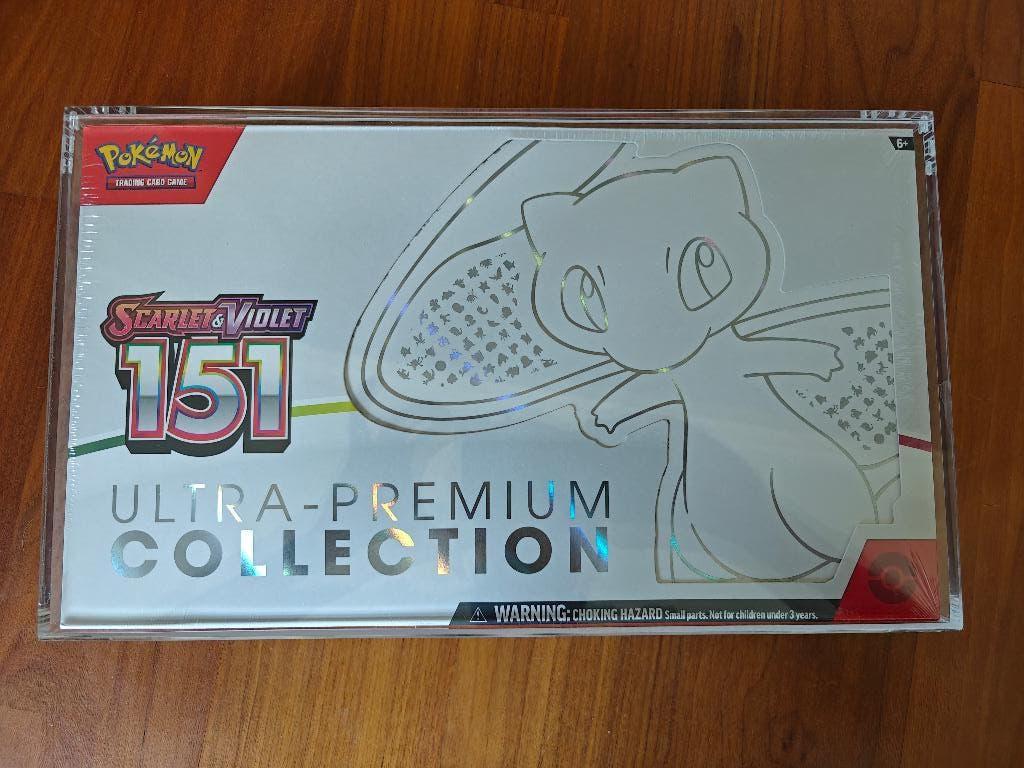 POKéMON
TRADING CARD GAME
6+
SCARLET & VIOLET
151
ULTRA-PREMIUM
COLLECTION
WARNING: CHOKING HAZARD Small parts. Not for children under 3 years.